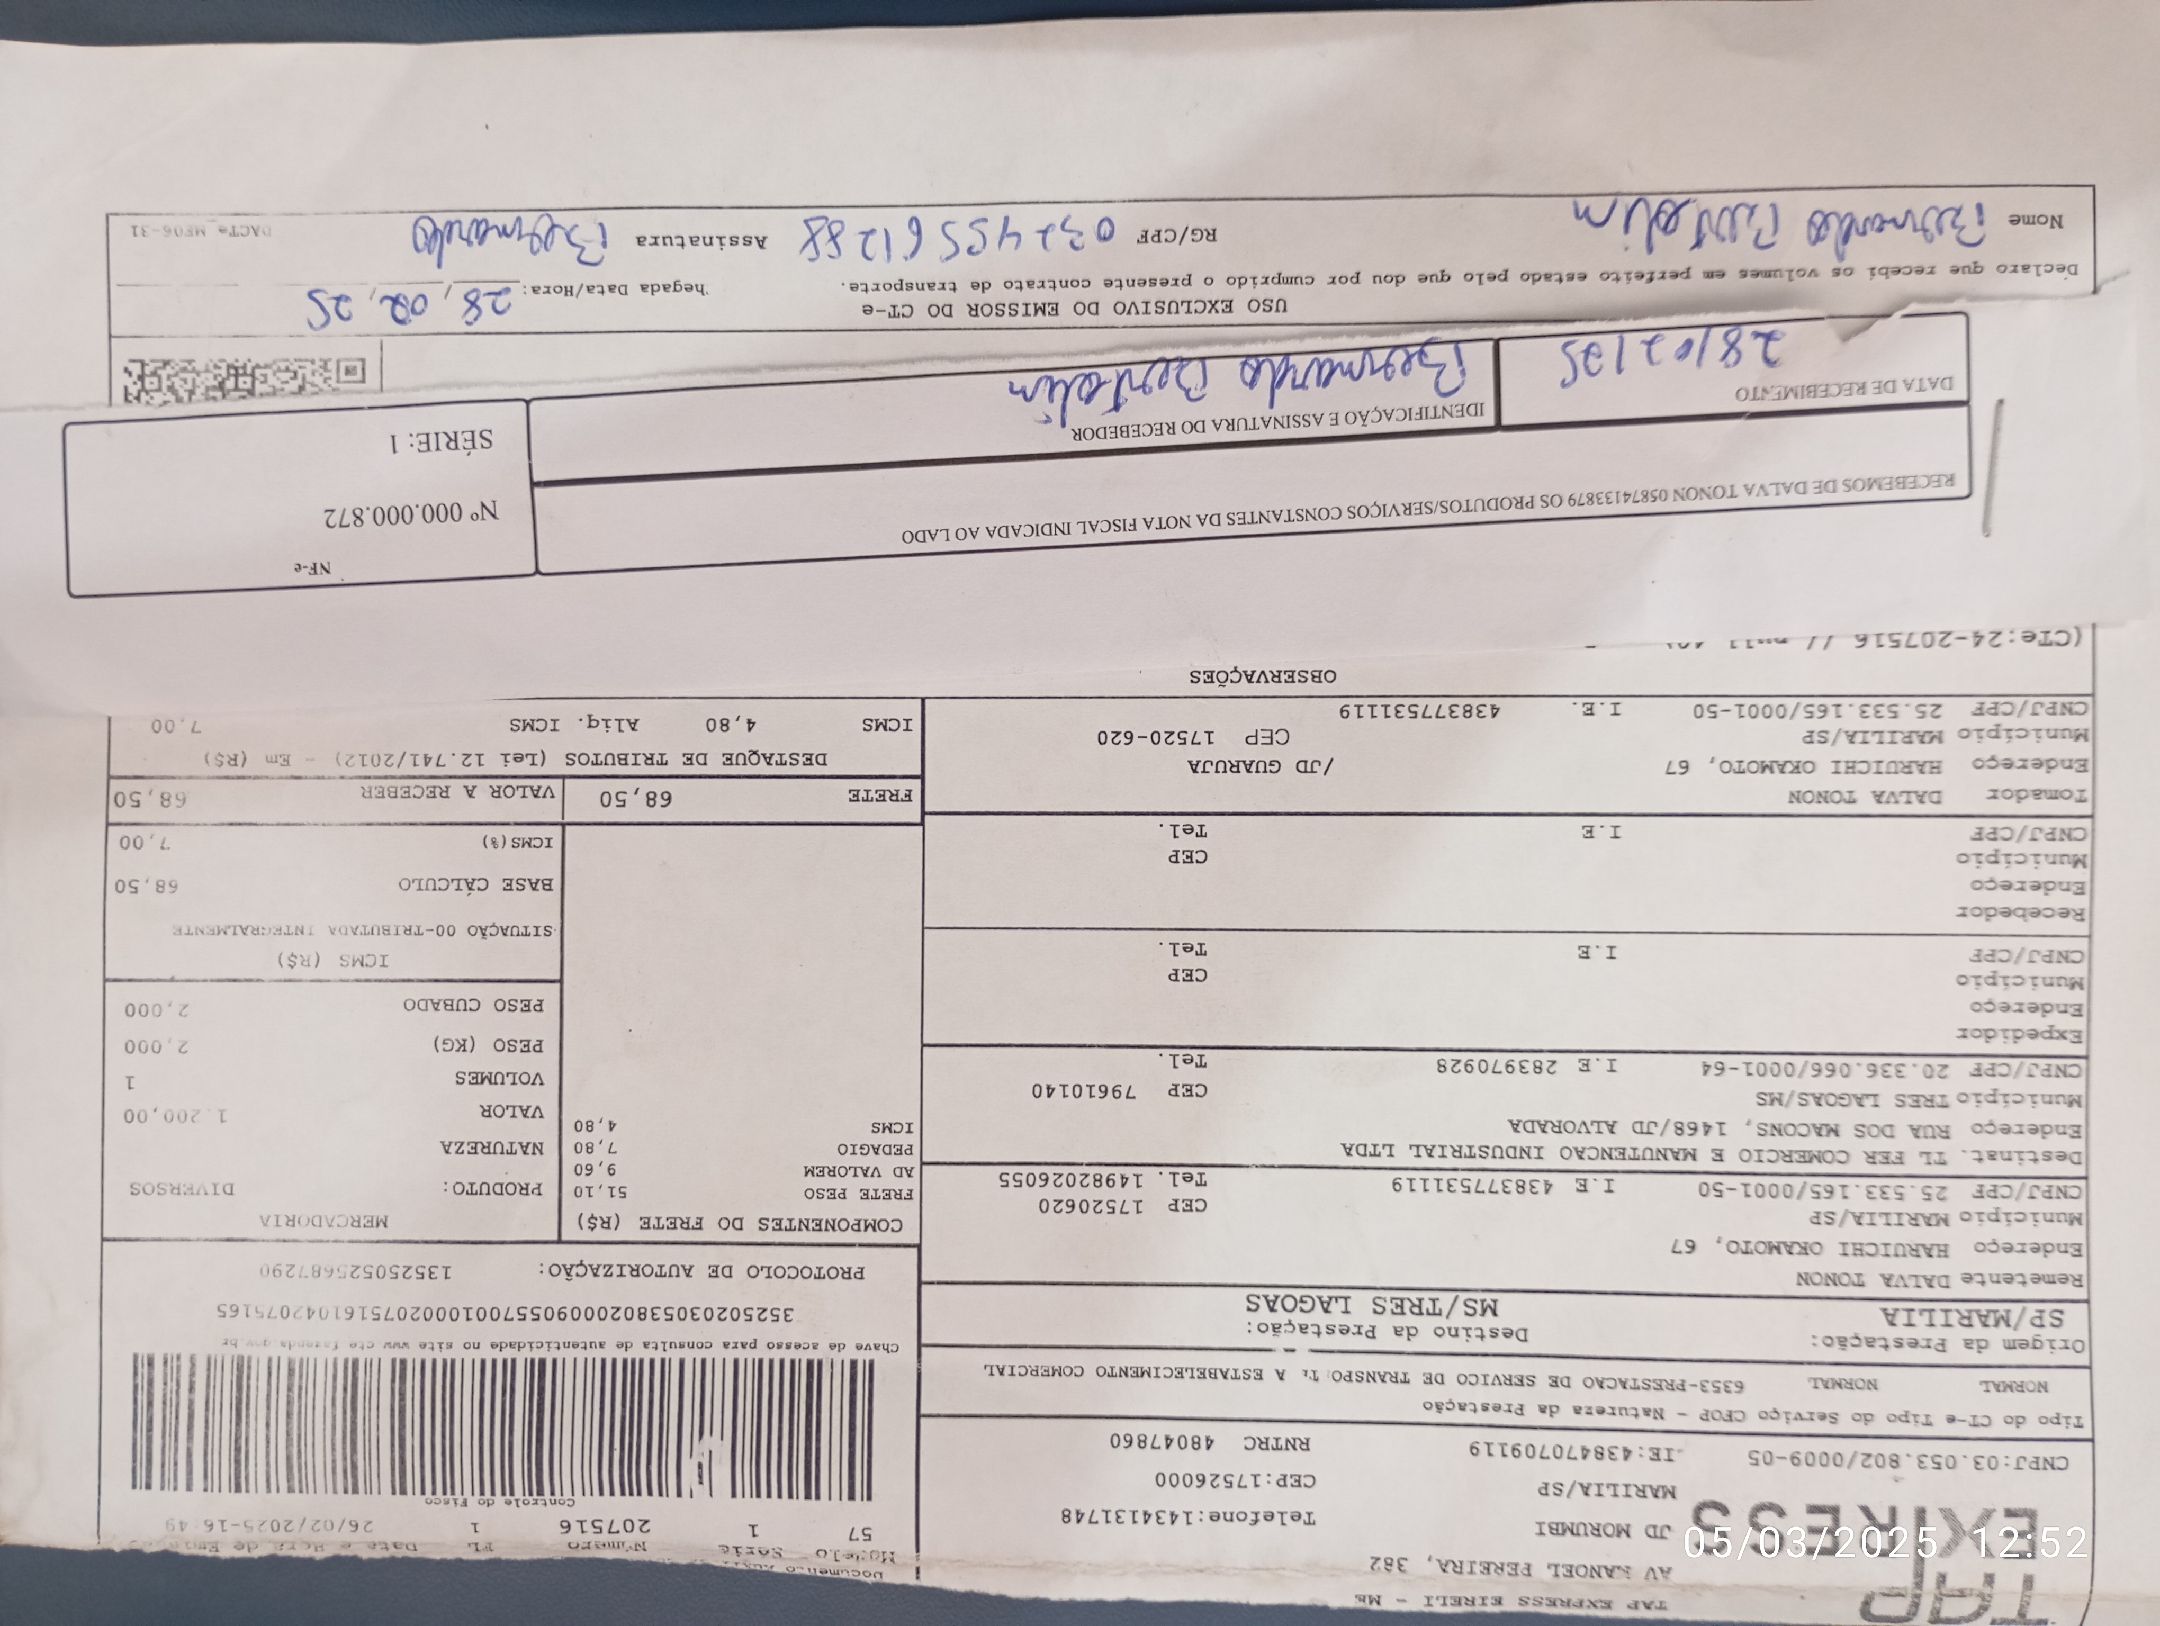 TAP
EXPRESS
TAP EXPRESS EIRELI - ME
AV MANOEL PEREIRA, 382
JD MORUMBI Telefone:1434131748
MARILIA/SP CEP:17526000
CNPJ:03.053.802/0009-05 IE:438470709119 RNTRC 48047860
Modelo Série Número FL Data e Hora de
57 1 207516 1 26/02/2025-16:49
Controle do Fisco
Chave de acesso para consulta de autenticidade no site www.cte.fazenda.gov.br
PROTOCOLO DE AUTORIZAÇÃO: 135250525687290
Tipo do CT-e Tipo do Serviço CFOP - Natureza da Prestação
NORMAL NORMAL 6353-PRESTACAO DE SERVICO DE A ESTABELECIMENTO COMERCIAL
Origem da Prestação: Destino da Prestação:
SP/MARILIA MS/TRES LAGOAS
Remetente DALVA TONON
Endereço HARUICHI OKAMOTO, 67
Município MARILIA/SP CEP 17520620
CNPJ/CPF 25.533.165/0001-50 I.E 438377531119 Tel. 14982026055
Destinat. TL FER COMERCIO E MANUTENCAO INDUSTRIAL LTDA
Endereço RUA DOS MACONS, 1468/JD ALVORADA
Município TRES LAGOAS/MS CEP 79610140
CNPJ/CPF 20.336.066/0001-64 I.E 283970928 Tel.
Expedidor
Endereço
Município CEP
CNPJ/CPF I.E Tel.
Recebedor
Endereço
Município CEP
CNPJ/CPF I.E Tel.
Tomador DALVA TONON
Endereço HARUICHI OKAMOTO, 67 /JD GUARUJA
Município MARILIA/SP CEP 17520-620
CNPJ/CPF 25.533.165/0001-50 I.E. 438377531119
COMPONENTES DO FRETE (R$)
FRETE PESO 51,10
AD VALOREM 9,60
PEDAGIO 7,80
ICMS 4,80
MERCADORIA
PRODUTO: DIVERSOS
NATUREZA
VALOR 1.200,00
VOLUMES 1
PESO (KG) 2,000
PESO CUBADO 2,000
ICMS (R$)
SITUAÇÃO 00-TRIBUTADA INTEGRALMENTE
BASE CÁLCULO 68,50
ICMS(%) 7,00
FRETE 68,50 VALOR A RECEBER 68,50
DESTAQUE DE TRIBUTOS (Lei 12.741/2012) - Em (R$)
ICMS 4,80 Aliq. ICMS 7,00
OBSERVAÇÕES
(CTe:24-207516 //
NF-e
Nº 000.000.872
SÉRIE: 1
RECEBEMOS DE DALVA TONON 05874133879 OS PRODUTOS/SERVIÇOS CONSTANTES DA NOTA FISCAL INDICADA AO LADO
DATA DE RECEBIMENTO IDENTIFICAÇÃO E ASSINATURA DO RECEBEDOR
28/02/25 Bernardo Bertolim
USO EXCLUSIVO DO EMISSOR DO CT-e
Declaro que recebi os volumes em perfeito estado pelo que dou por cumprido o presente contrato de transporte. hegada Data/Hora: 28, 02, 25
Nome Bernardo Bertolim RG/CPF 03245561288 Assinatura Bernardo
DACTe MF06-31
05/03/2025 12:52